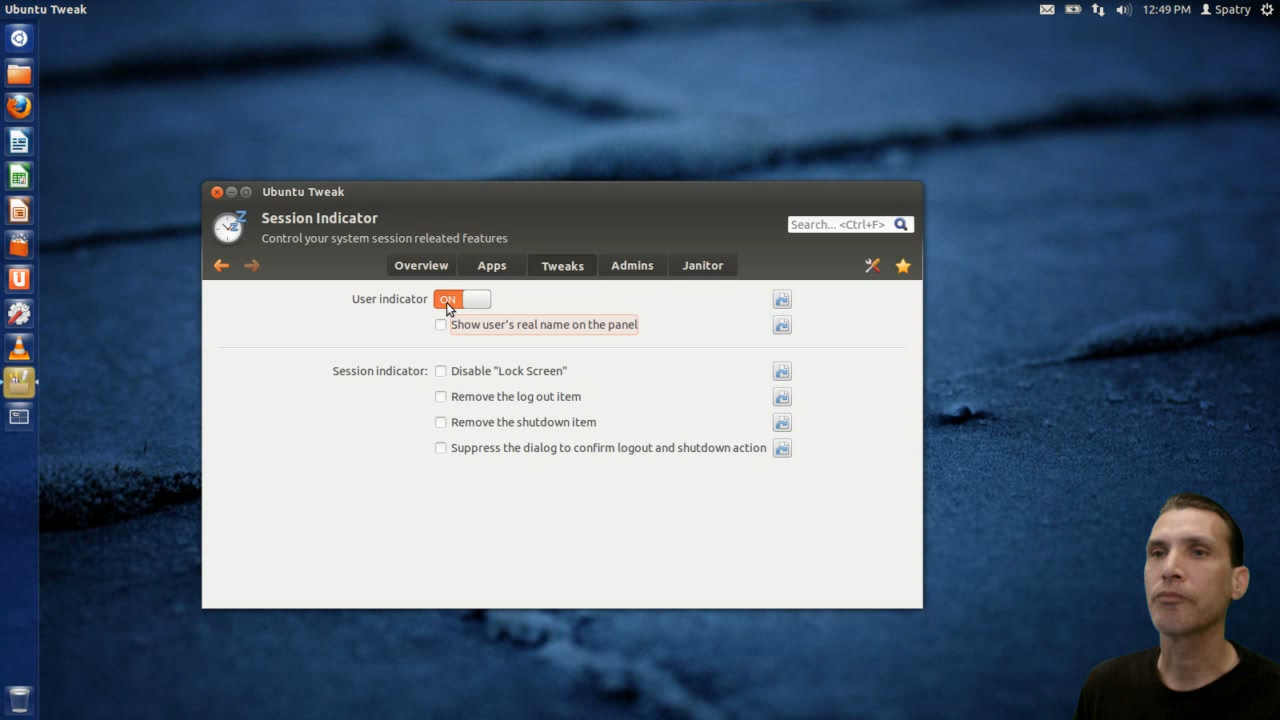 Ubuntu Tweak
12:49 PM Spatry
Ubuntu Tweak
Session Indicator
Control your system session releated features
Search... <Ctrl+F>
Overview Apps Tweaks Admins Janitor
User indicator ON
Show user's real name on the panel
Session indicator: Disable "Lock Screen"
Remove the log out item
Remove the shutdown item
Suppress the dialog to confirm logout and shutdown action